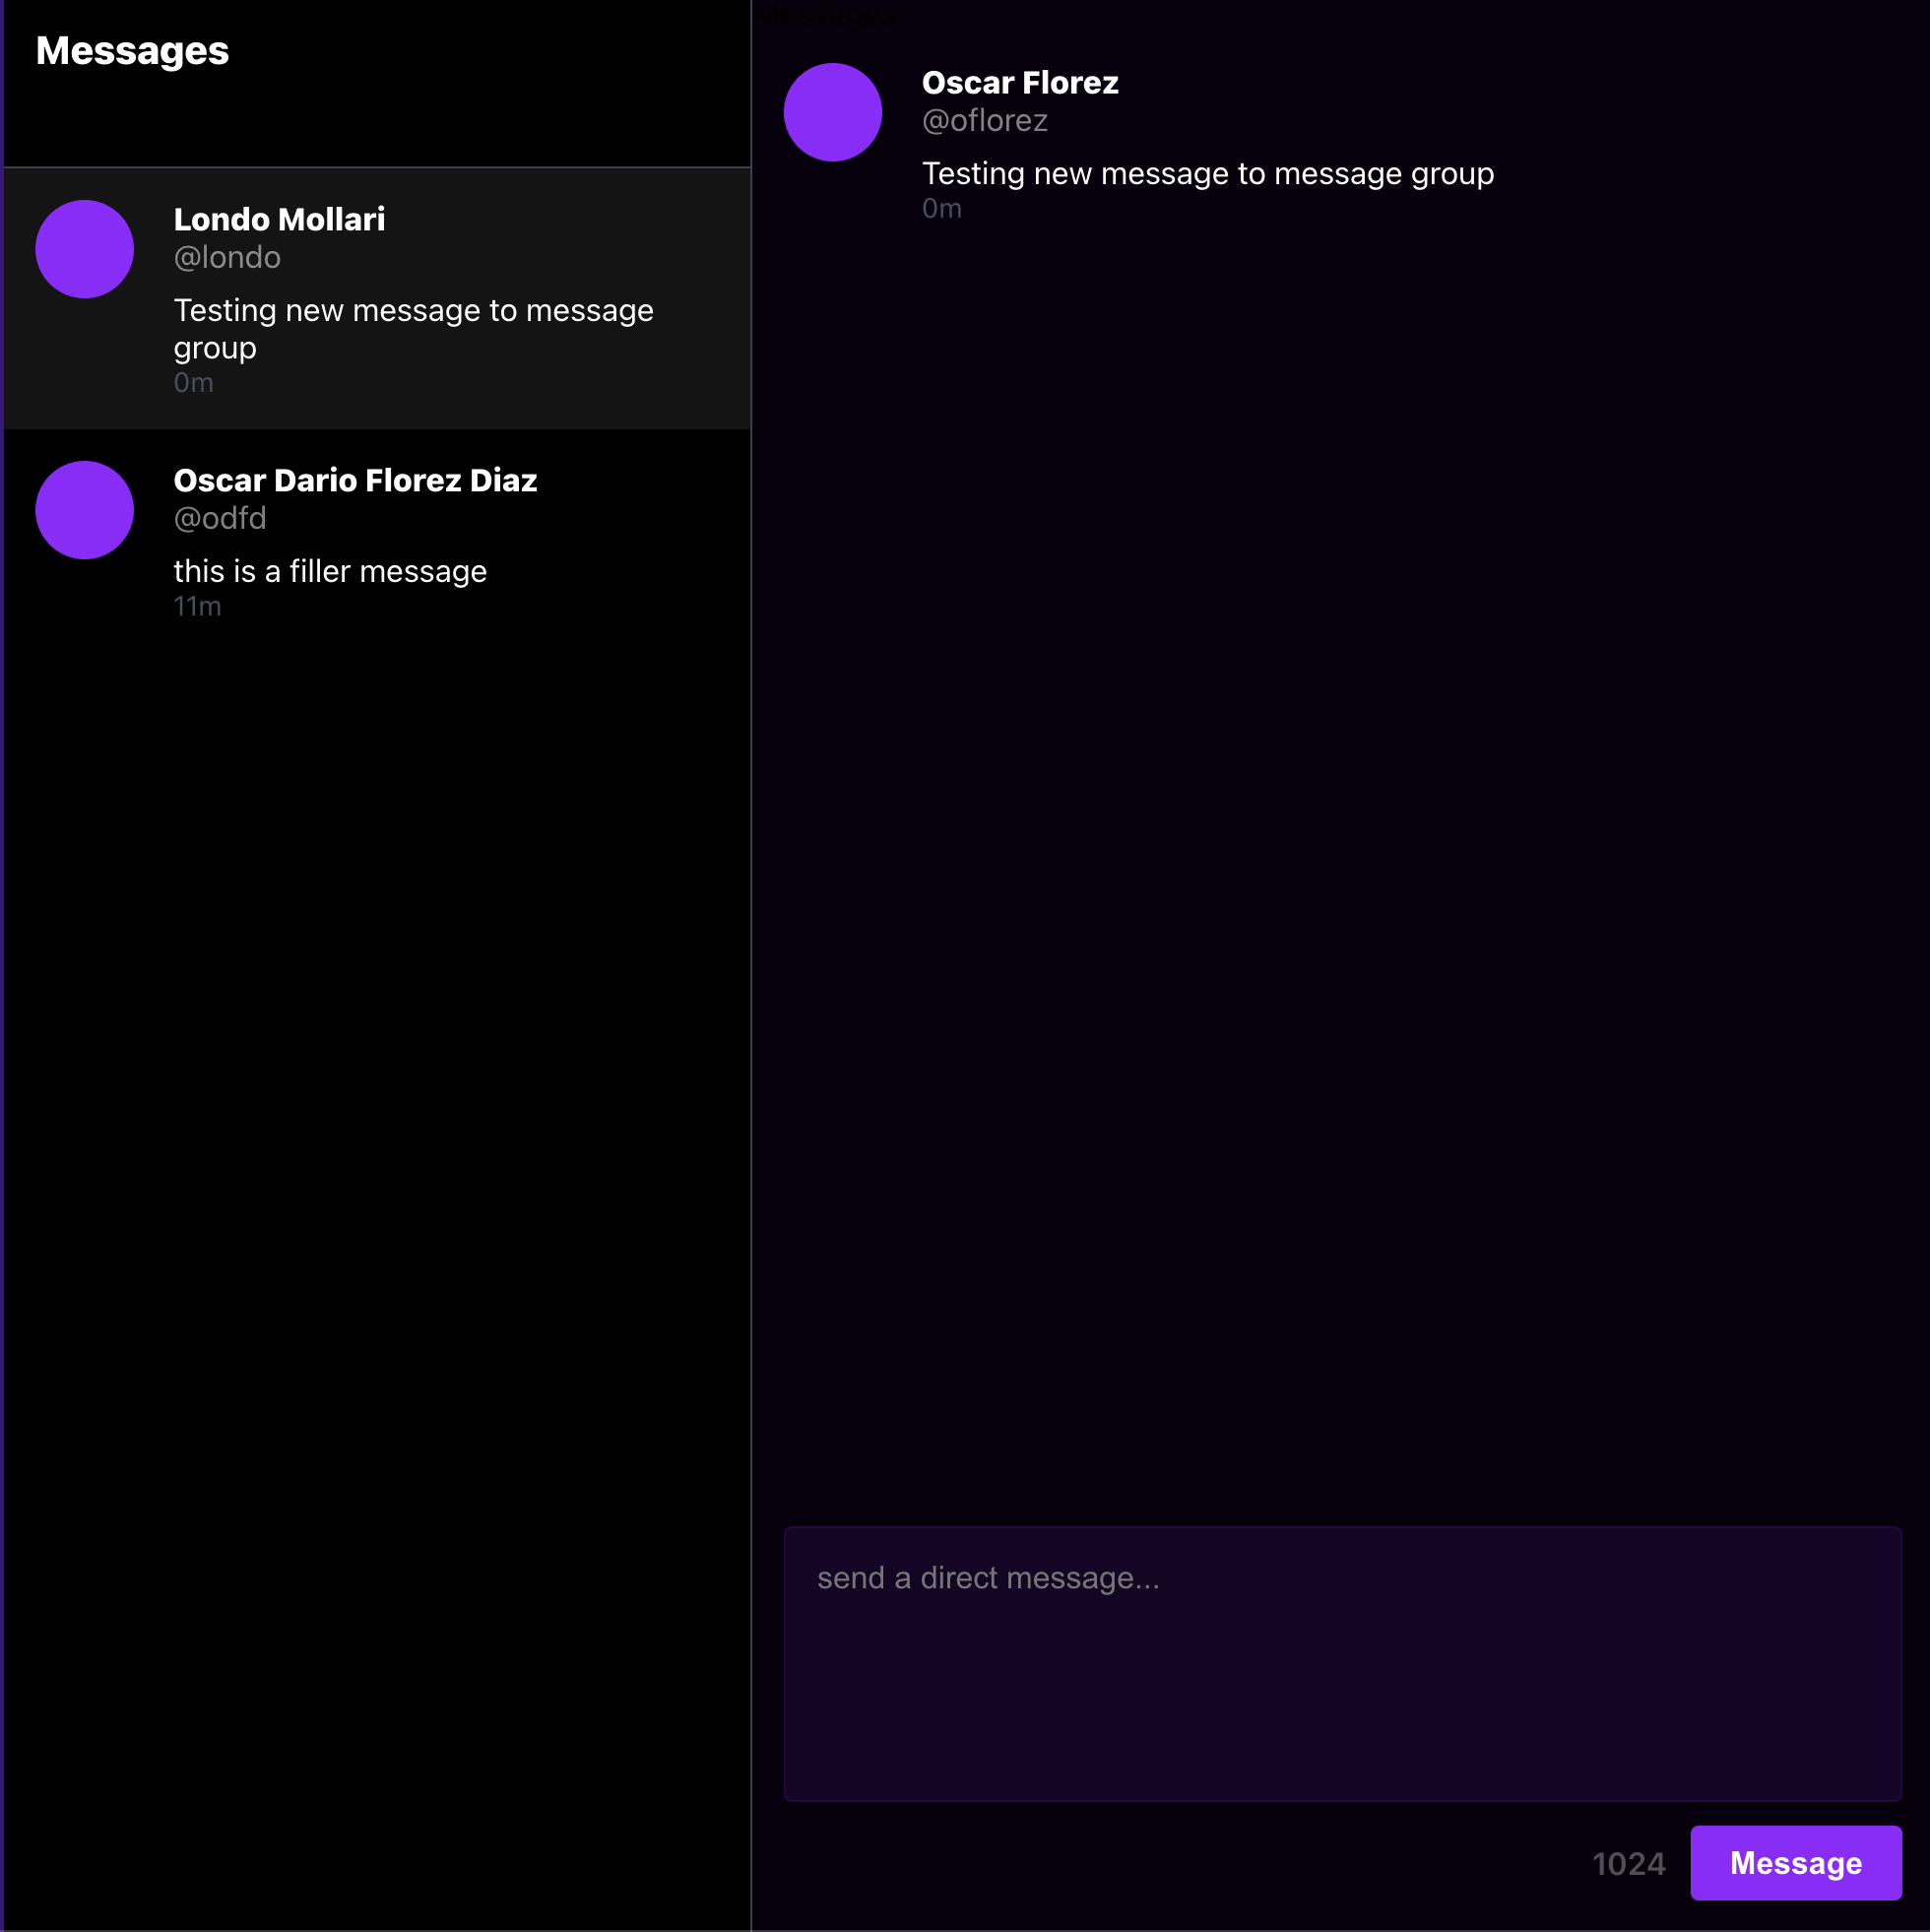 Messages
Londo Mollari
@londo
Testing new message to message
group
0m
Oscar Dario Florez Diaz
@odfd
this is a filler message
11m
Messages
Oscar Florez
@oflorez
Testing new message to message group
0m
send a direct message...
1024
Message